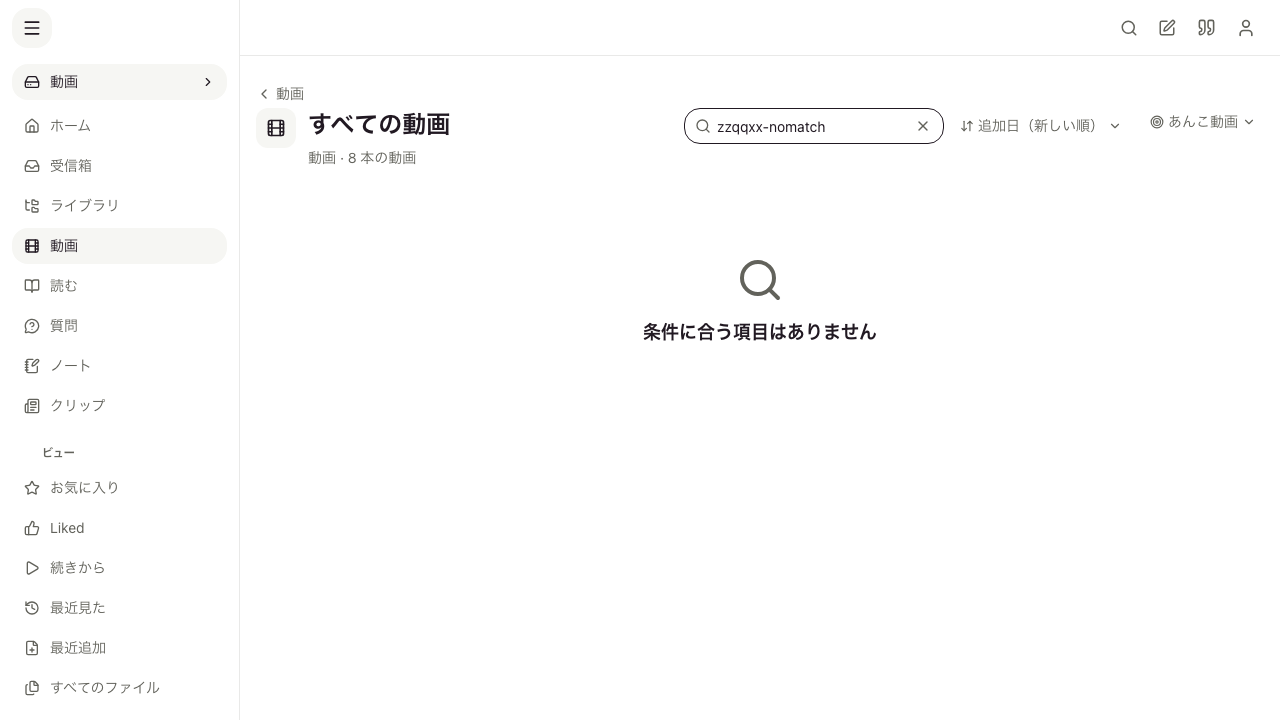 動画
ホーム
受信箱
ライブラリ
動画
読む
質問
ノート
クリップ
ビュー
お気に入り
Liked
続きから
最近見た
最近追加
すべてのファイル
動画
すべての動画
動画 · 8 本の動画
zzqqxx-nomatch
追加日（新しい順）
あんこ動画
条件に合う項目はありません